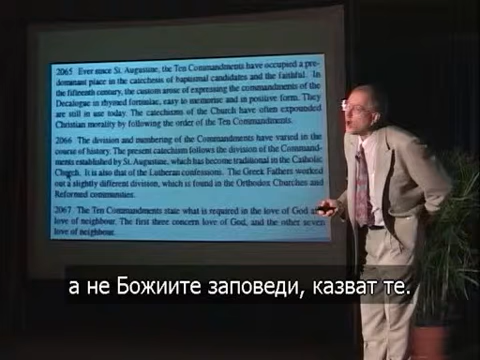 2065 Ever since St. Augustine, the Ten Commandments have occupied a pre-
dominant place in the catechesis of baptismal candidates and the faithful. In
the fifteenth century, the custom arose of expressing the commandments of the
Decalogue in rhymed formulae, easy to memorize and in positive form. They
are still in use today. The catechisms of the Church have often expounded
Christian morality by following the order of the Ten Commandments.
2066 The division and numbering of the Commandments have varied in the
course of history. The present catechism follows the division of the Command-
ments established by St. Augustine, which has become traditional in the Catholic
Church. It is also that of the Lutheran confessions. The Greek Fathers worked
out a slightly different division, which is found in the Orthodox Churches and
Reformed communities.
2067 The Ten Commandments state what is required in the love of God and
love of neighbour. The first three concern love of God, and the other seven
love of neighbour.
а не Божиите заповеди, казват те.